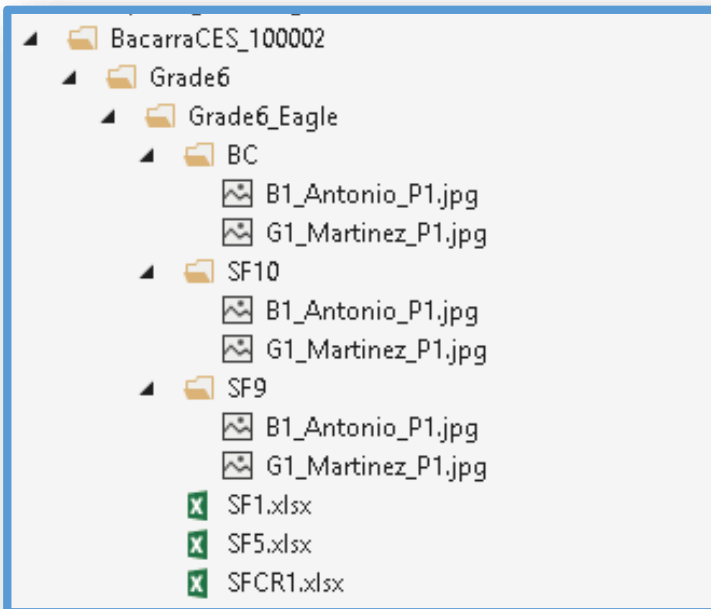 BacarraCES_100002
Grade6
Grade6_Eagle
BC
B1_Antonio_P1.jpg
G1_Martinez_P1.jpg
SF10
B1_Antonio_P1.jpg
G1_Martinez_P1.jpg
SF9
B1_Antonio_P1.jpg
G1_Martinez_P1.jpg
SF1.xlsx
SF5.xlsx
SFCR1.xlsx